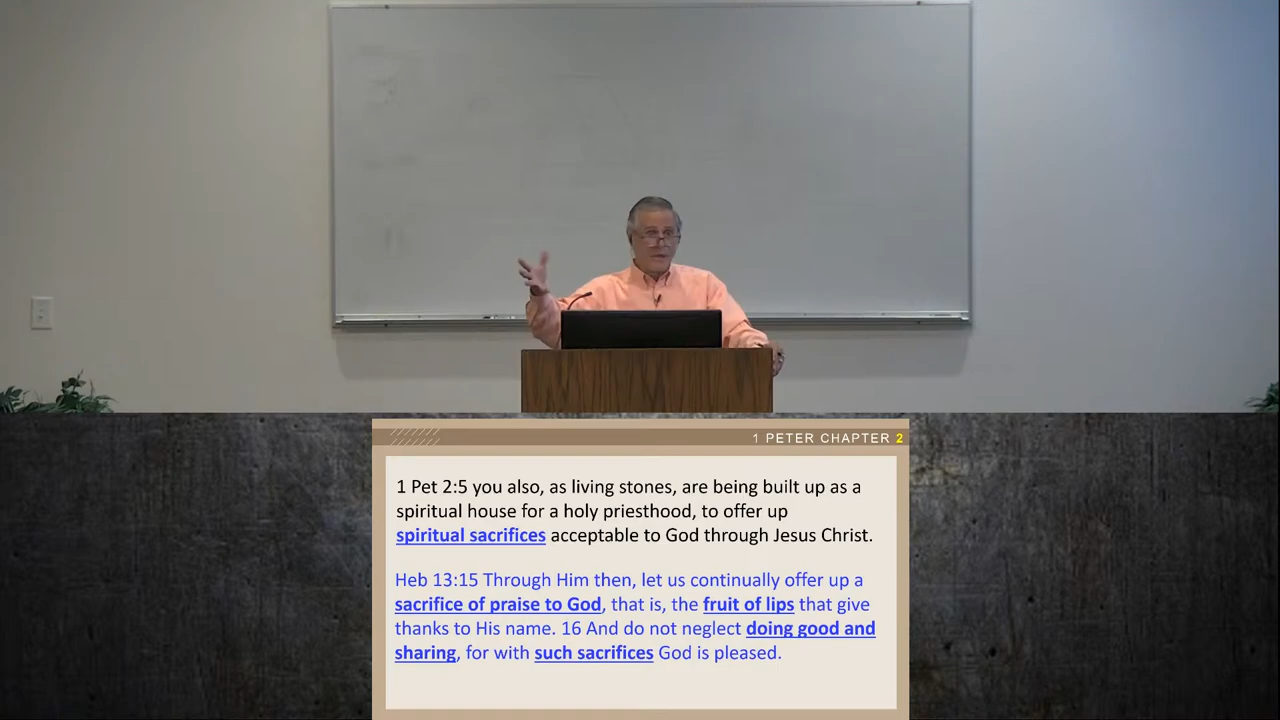 1 PETER CHAPTER 2
1 Pet 2:5 you also, as living stones, are being built up as a
spiritual house for a holy priesthood, to offer up
spiritual sacrifices acceptable to God through Jesus Christ.
Heb 13:15 Through Him then, let us continually offer up a
sacrifice of praise to God, that is, the fruit of lips that give
thanks to His name. 16 And do not neglect doing good and
sharing, for with such sacrifices God is pleased.